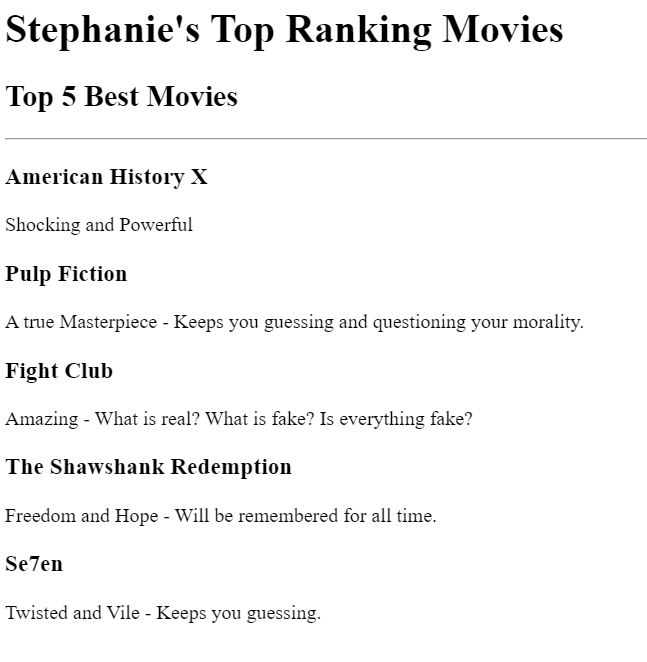 Stephanie's Top Ranking Movies
Top 5 Best Movies
American History X
Shocking and Powerful
Pulp Fiction
A true Masterpiece - Keeps you guessing and questioning your morality.
Fight Club
Amazing - What is real? What is fake? Is everything fake?
The Shawshank Redemption
Freedom and Hope - Will be remembered for all time.
Se7en
Twisted and Vile - Keeps you guessing.